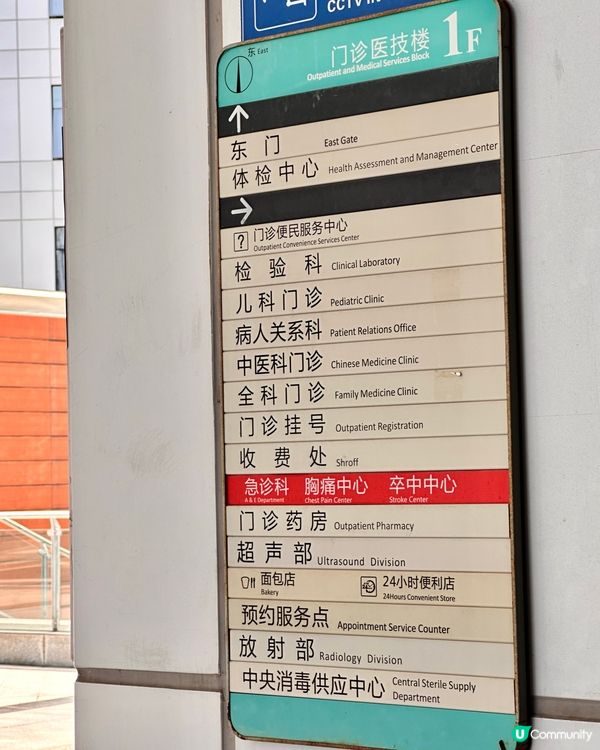 CCTV IN
东 East
门诊医技楼 1F
Outpatient and Medical Services Block
东门 East Gate
体检中心 Health Assessment and Management Center
? 门诊便民服务中心
Outpatient Convenience Services Center
检验科 Clinical Laboratory
儿科门诊 Pediatric Clinic
病人关系科 Patient Relations Office
中医科门诊 Chinese Medicine Clinic
全科门诊 Family Medicine Clinic
门诊挂号 Outpatient Registration
收费处 Shroff
急诊科 胸痛中心 卒中中心
A & E Department Chest Pain Center Stroke Center
门诊药房 Outpatient Pharmacy
超声部 Ultrasound Division
面包店 24小时便利店
Bakery 24Hours Convenient Store
预约服务点 Appointment Service Counter
放射部 Radiology Division
中央消毒供应中心 Central Sterile Supply
Department
U Community